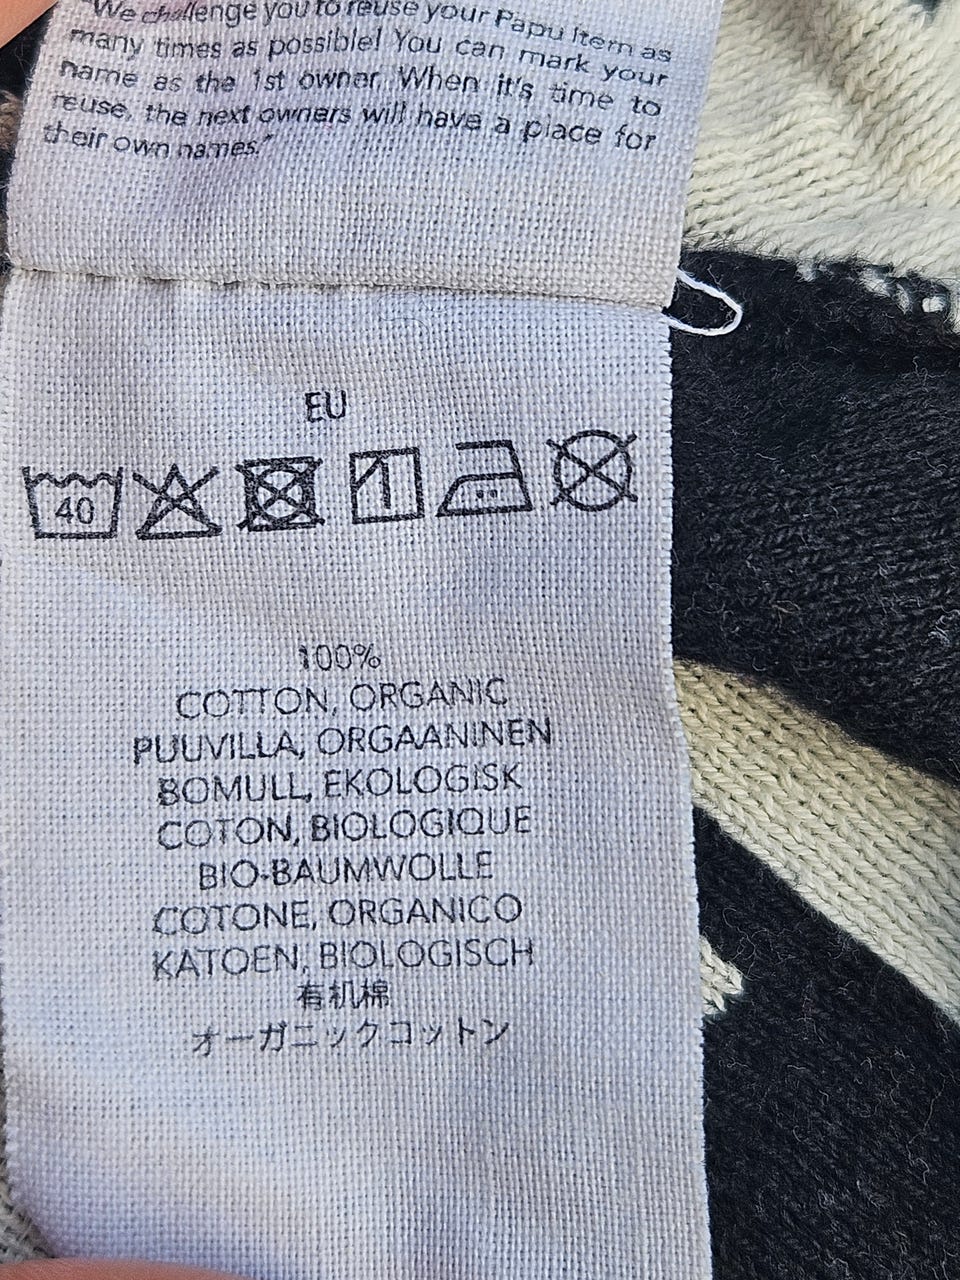 "We challenge you to reuse your Papu item as
many times as possible! You can mark your
name as the 1st owner. When it's time to
reuse, the next owners will have a place for
their own names."
EU
40
100%
COTTON, ORGANIC
PUUVILLA, ORGAANINEN
BOMULL, EKOLOGISK
COTON, BIOLOGIQUE
BIO-BAUMWOLLE
COTONE, ORGANICO
KATOEN, BIOLOGISCH
有机棉
オーガニックコットン